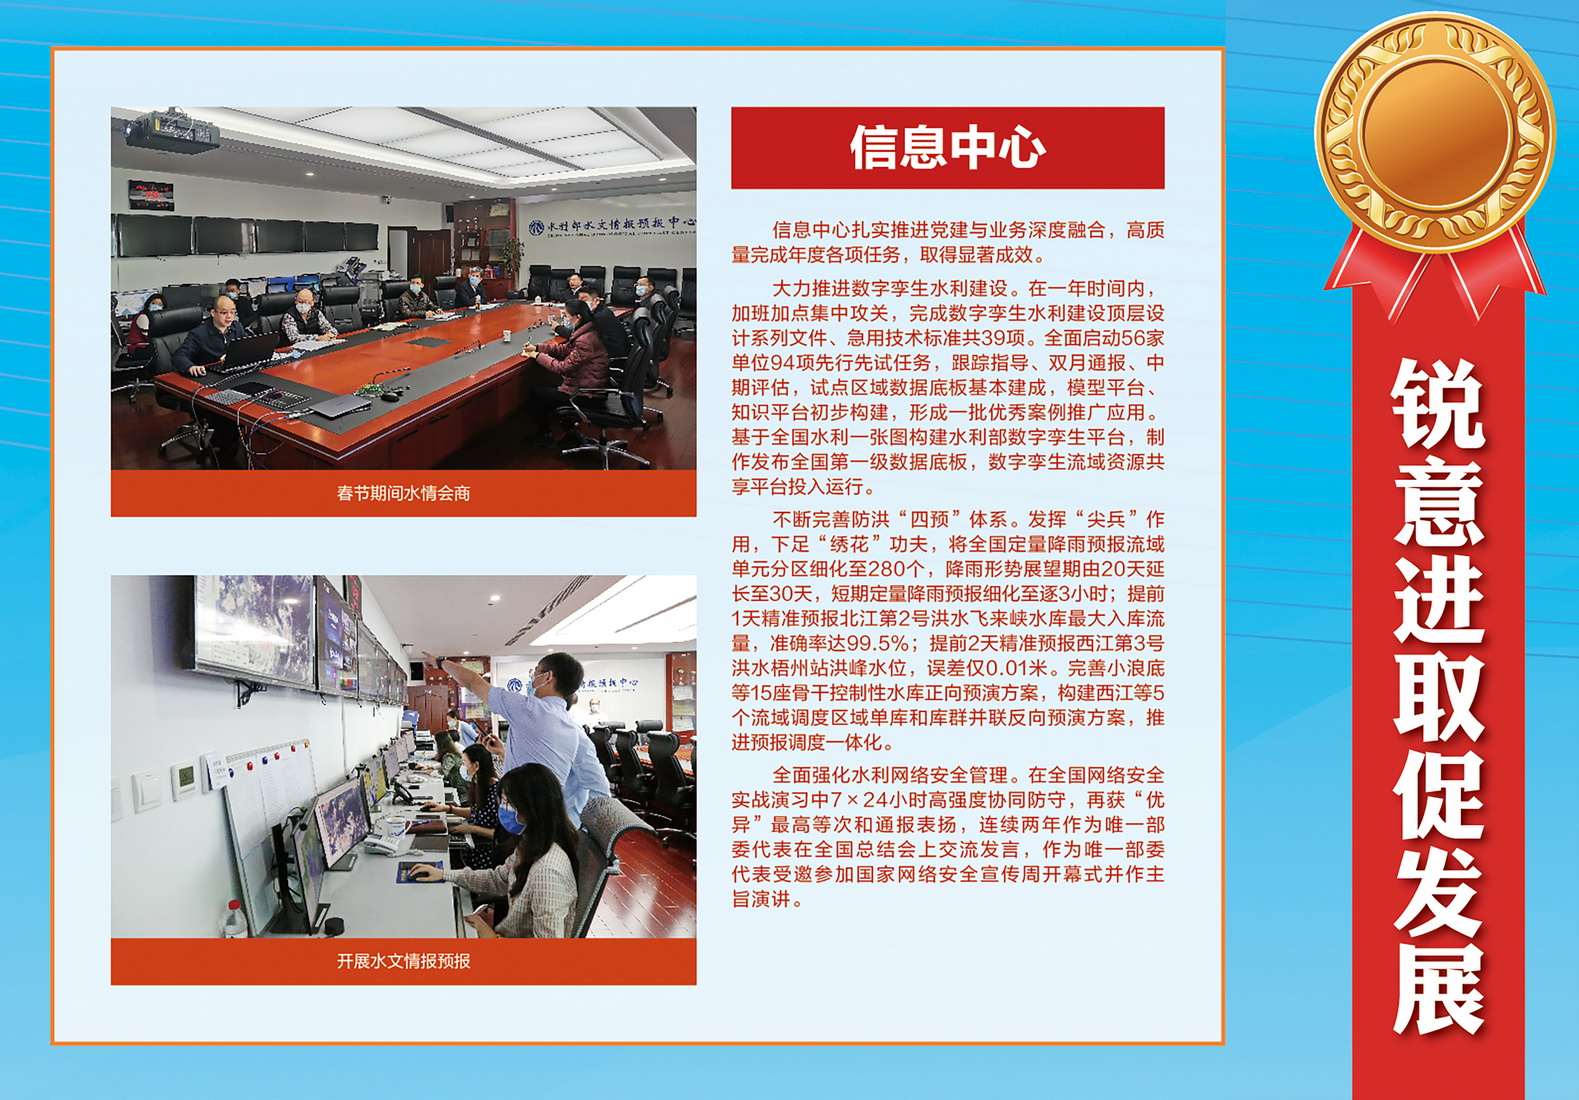 水利部水文情报预报中心
春节期间水情会商
情报预报中心
开展水文情报预报
信息中心
信息中心扎实推进党建与业务深度融合，高质
量完成年度各项任务，取得显著成效。
大力推进数字孪生水利建设。在一年时间内，
加班加点集中攻关，完成数字孪生水利建设顶层设
计系列文件、急用技术标准共39项。全面启动56家
单位94项先行先试任务，跟踪指导、双月通报、中
期评估，试点区域数据底板基本建成，模型平台、
知识平台初步构建，形成一批优秀案例推广应用。
基于全国水利一张图构建水利部数字孪生平台，制
作发布全国第一级数据底板，数字孪生流域资源共
享平台投入运行。
不断完善防洪“四预”体系。发挥“尖兵”作
用，下足“绣花”功夫，将全国定量降雨预报流域
单元分区细化至280个，降雨形势展望期由20天延
长至30天，短期定量降雨预报细化至逐3小时；提前
1天精准预报北江第2号洪水飞来峡水库最大入库流
量，准确率达99.5%；提前2天精准预报西江第3号
洪水梧州站洪峰水位，误差仅0.01米。完善小浪底
等15座骨干控制性水库正向预演方案，构建西江等5
个流域调度区域单库和库群并联反向预演方案，推
进预报调度一体化。
全面强化水利网络安全管理。在全国网络安全
实战演习中7×24小时高强度协同防守，再获“优
异”最高等次和通报表扬，连续两年作为唯一部
委代表在全国总结会上交流发言，作为唯一部委
代表受邀参加国家网络安全宣传周开幕式并作主
旨演讲。
锐意进取促发展